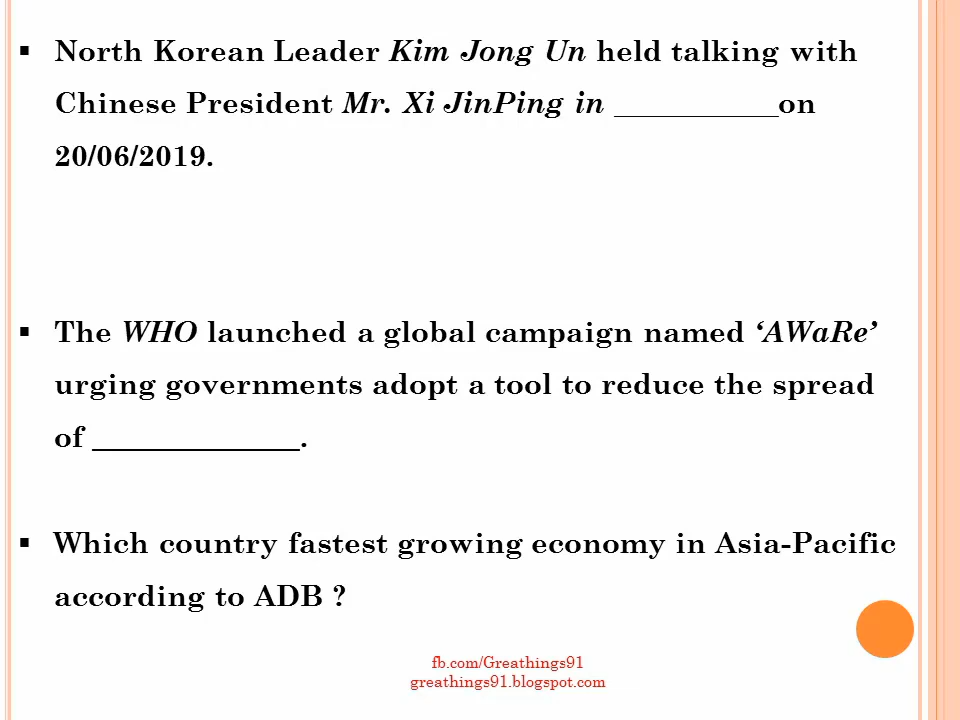 ▪ North Korean Leader Kim Jong Un held talking with
Chinese President Mr. Xi JinPing in ___________on
20/06/2019.
▪ The WHO launched a global campaign named ‘AWaRe’
urging governments adopt a tool to reduce the spread
of ______________.
▪ Which country fastest growing economy in Asia-Pacific
according to ADB ?
fb.com/Greathings91
greathings91.blogspot.com